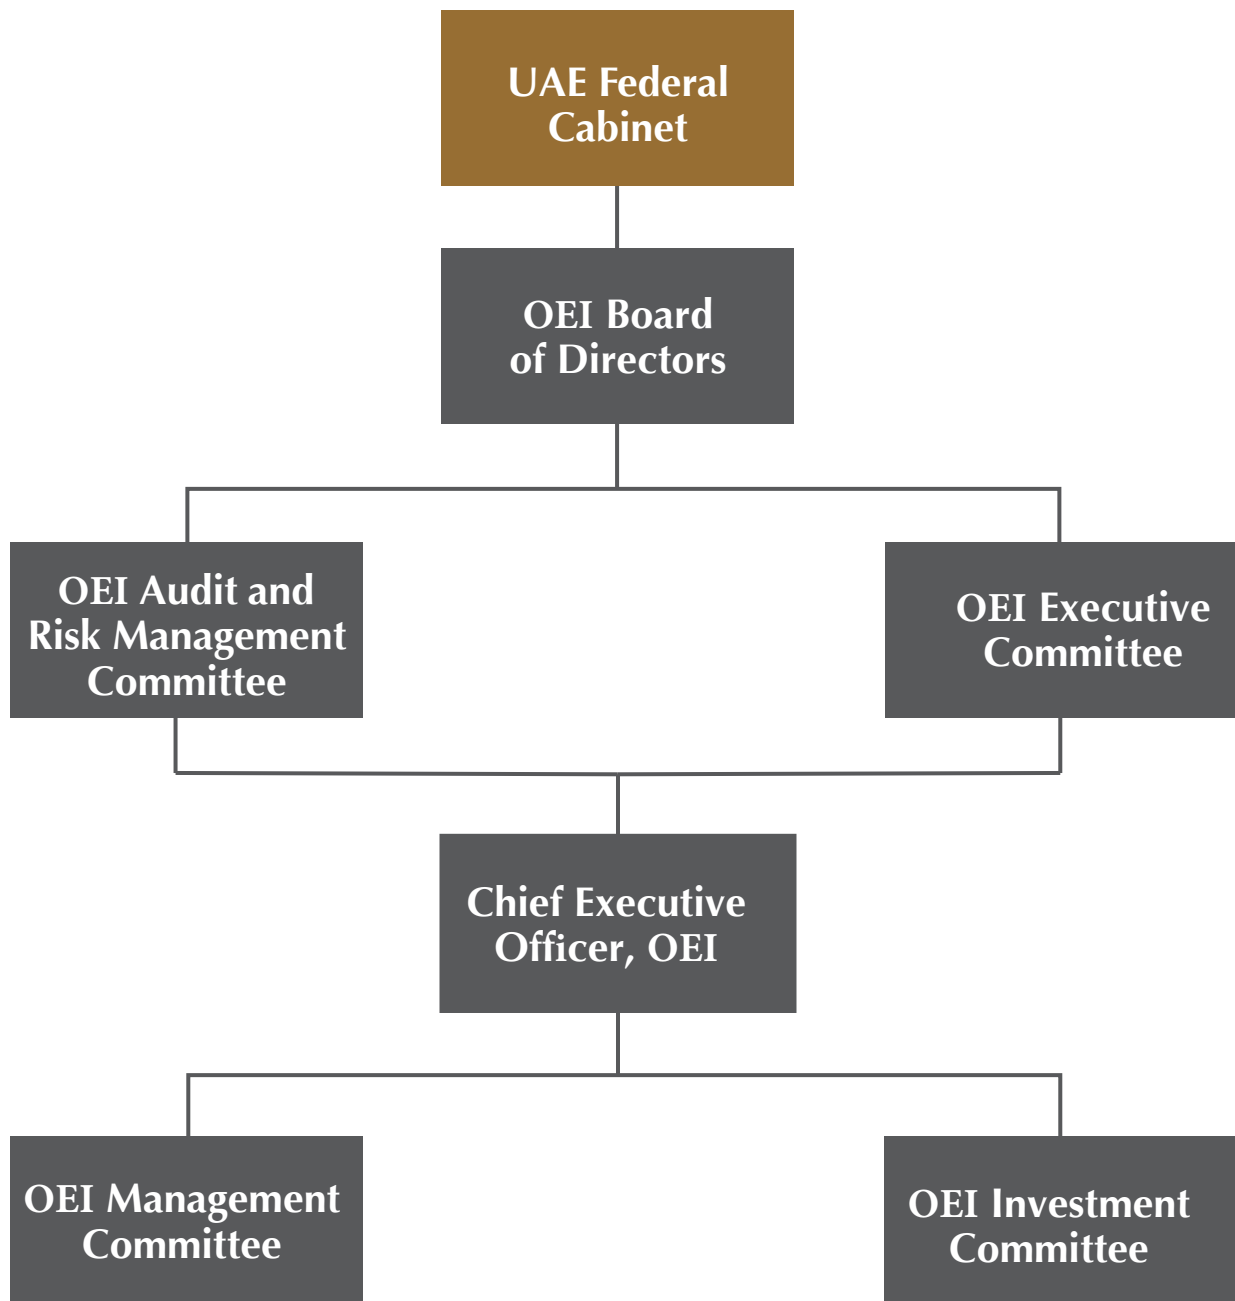 UAE Federal
Cabinet
OEI Board
of Directors
OEI Audit and
Risk Management
Committee
OEI Executive
Committee
Chief Executive
Officer, OEI
OEI Management
Committee
OEI Investment
Committee